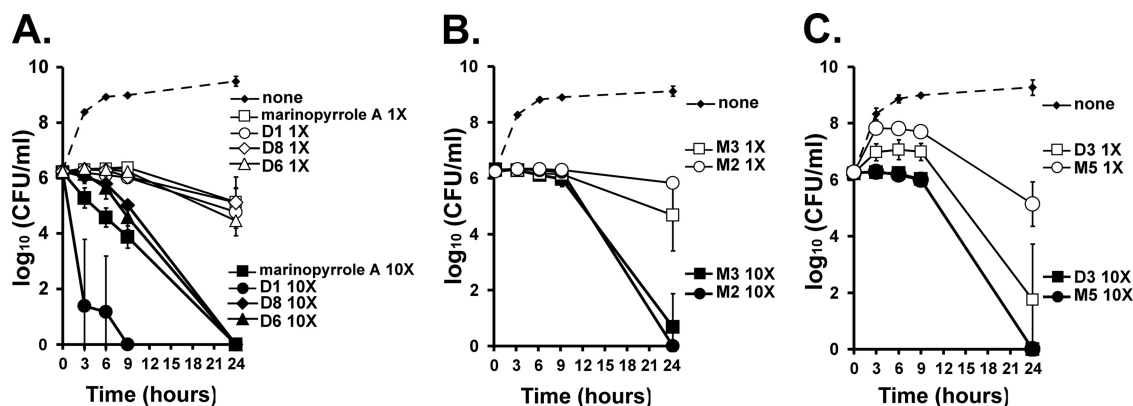 A.
10
8
6
4
2
0
log10 (CFU/ml)
0 3 6 9 12 15 18 21 24
Time (hours)
none
marinopyrrole A 1X
D1 1X
D8 1X
D6 1X
marinopyrrole A 10X
D1 10X
D8 10X
D6 10X
B.
10
8
6
4
2
0
log10 (CFU/ml)
0 3 6 9 12 15 18 21 24
Time (hours)
none
M3 1X
M2 1X
M3 10X
M2 10X
C.
10
8
6
4
2
0
log10 (CFU/ml)
0 3 6 9 12 15 18 21 24
Time (hours)
none
D3 1X
M5 1X
D3 10X
M5 10X